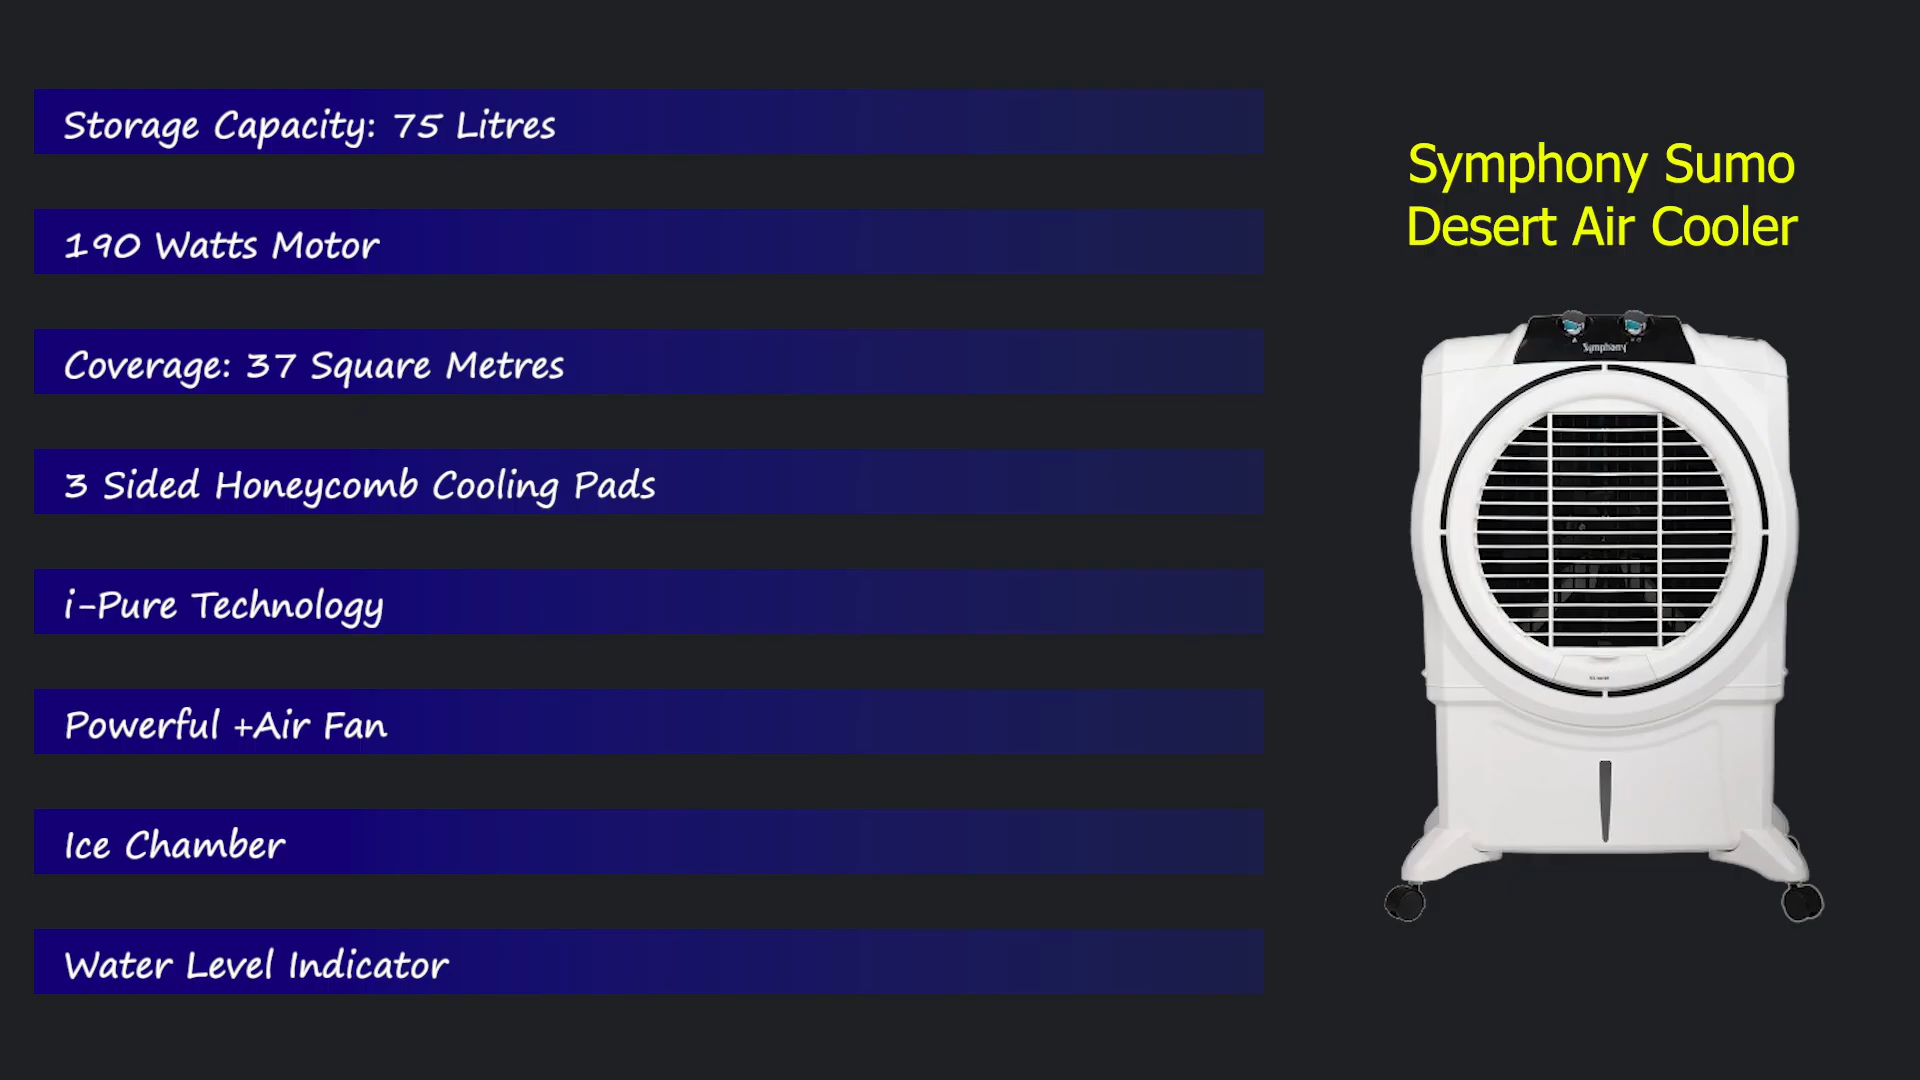 Storage Capacity: 75 Litres
190 Watts Motor
Coverage: 37 Square Metres
3 Sided Honeycomb Cooling Pads
i-Pure Technology
Powerful +Air Fan
Ice Chamber
Water Level Indicator
Symphony Sumo
Desert Air Cooler
Symphony